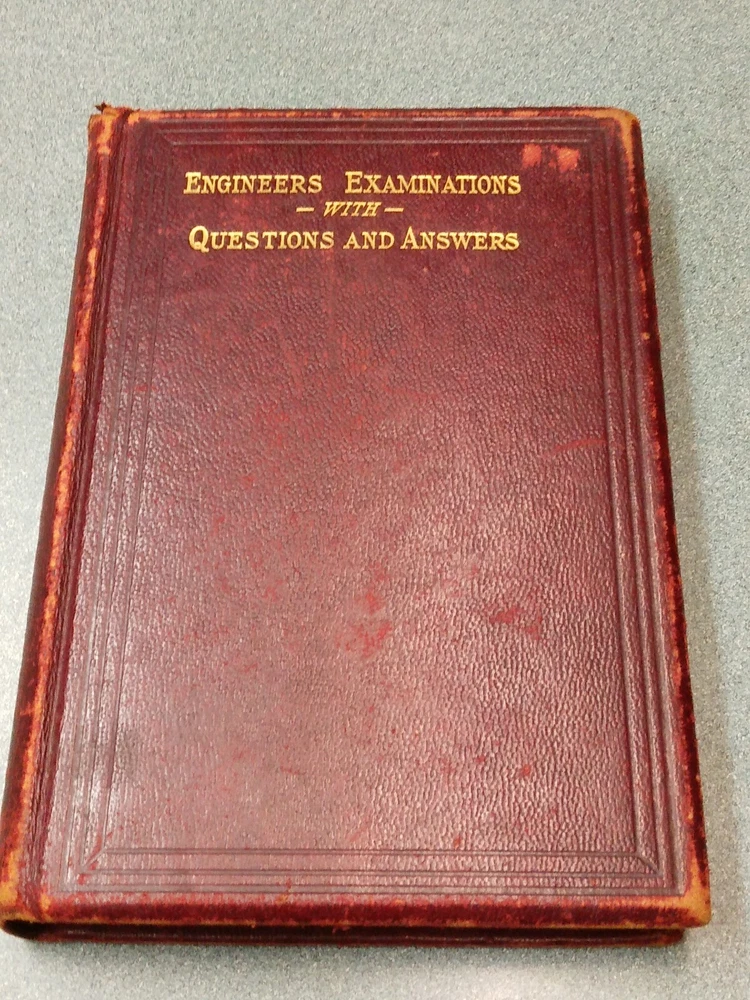 ENGINEERS EXAMINATIONS
— WITH —
QUESTIONS AND ANSWERS